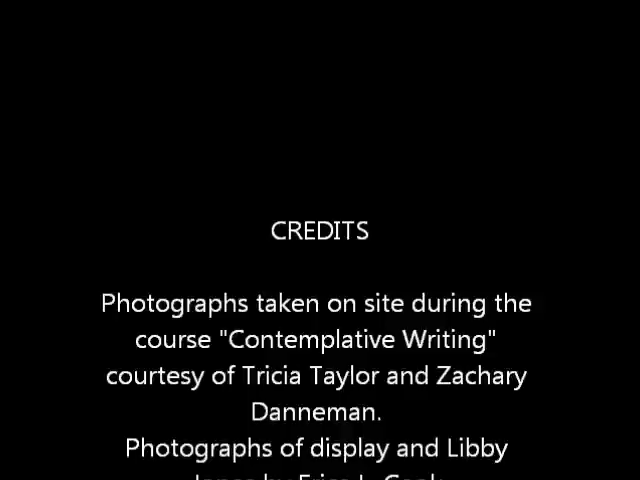 CREDITS
Photographs taken on site during the
course "Contemplative Writing"
courtesy of Tricia Taylor and Zachary
Danneman.
Photographs of display and Libby